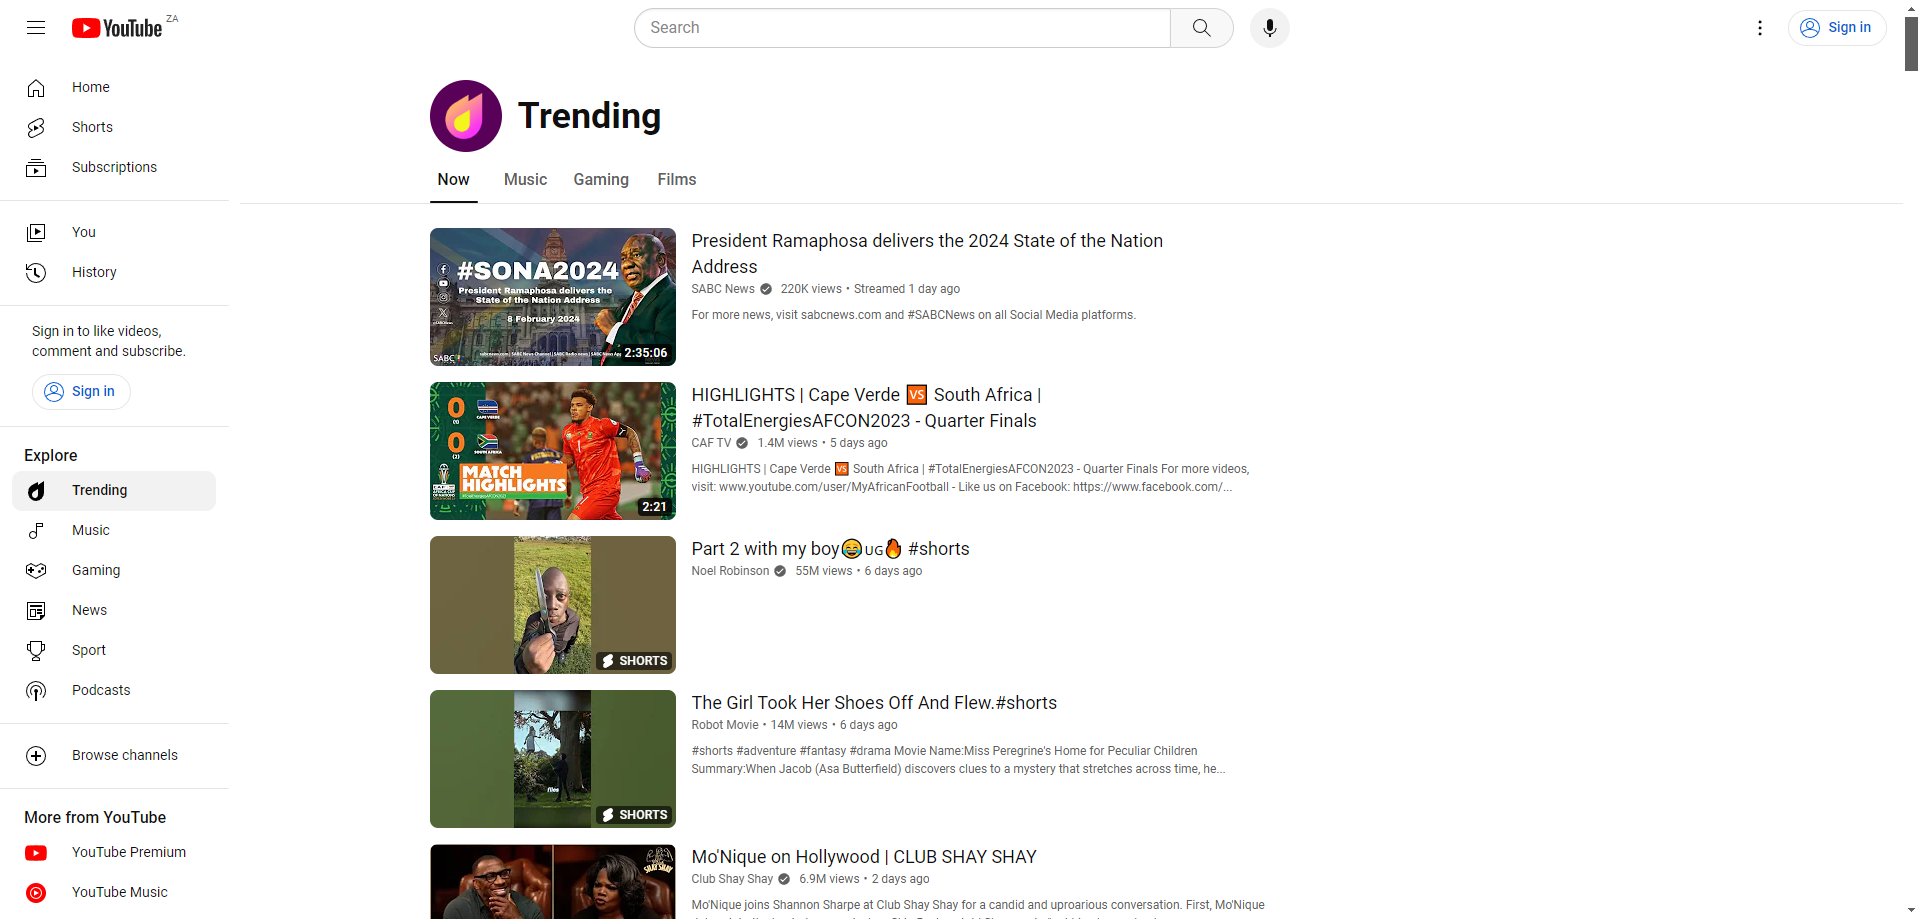 YouTube ZA
Search
Sign in
Home
Shorts
Subscriptions
You
History
Sign in to like videos,
comment and subscribe.
Sign in
Explore
Trending
Music
Gaming
News
Sport
Podcasts
Browse channels
More from YouTube
YouTube Premium
YouTube Music
Trending
Now
Music
Gaming
Films
#SONA2024
President Ramaphosa delivers the
State of the Nation Address
8 February 2024
SABC
2:35:06
President Ramaphosa delivers the 2024 State of the Nation
Address
SABC News 220K views • Streamed 1 day ago
For more news, visit sabcnews.com and #SABCNews on all Social Media platforms.
0
CAPE VERDE
0
SOUTH AFRICA
MATCH
HIGHLIGHTS
2:21
HIGHLIGHTS | Cape Verde 🆚 South Africa |
#TotalEnergiesAFCON2023 - Quarter Finals
CAF TV 1.4M views • 5 days ago
HIGHLIGHTS | Cape Verde 🆚 South Africa | #TotalEnergiesAFCON2023 - Quarter Finals For more videos,
visit: www.youtube.com/user/MyAfricanFootball - Like us on Facebook: https://www.facebook.com/...
SHORTS
Part 2 with my boy😂ᴜɢ🔥 #shorts
Noel Robinson 55M views • 6 days ago
SHORTS
The Girl Took Her Shoes Off And Flew.#shorts
Robot Movie • 14M views • 6 days ago
#shorts #adventure #fantasy #drama Movie Name:Miss Peregrine's Home for Peculiar Children
Summary:When Jacob (Asa Butterfield) discovers clues to a mystery that stretches across time, he...
SHAY SHAY
Mo'Nique on Hollywood | CLUB SHAY SHAY
Club Shay Shay 6.9M views • 2 days ago
Mo'Nique joins Shannon Sharpe at Club Shay Shay for a candid and uproarious conversation. First, Mo'Nique